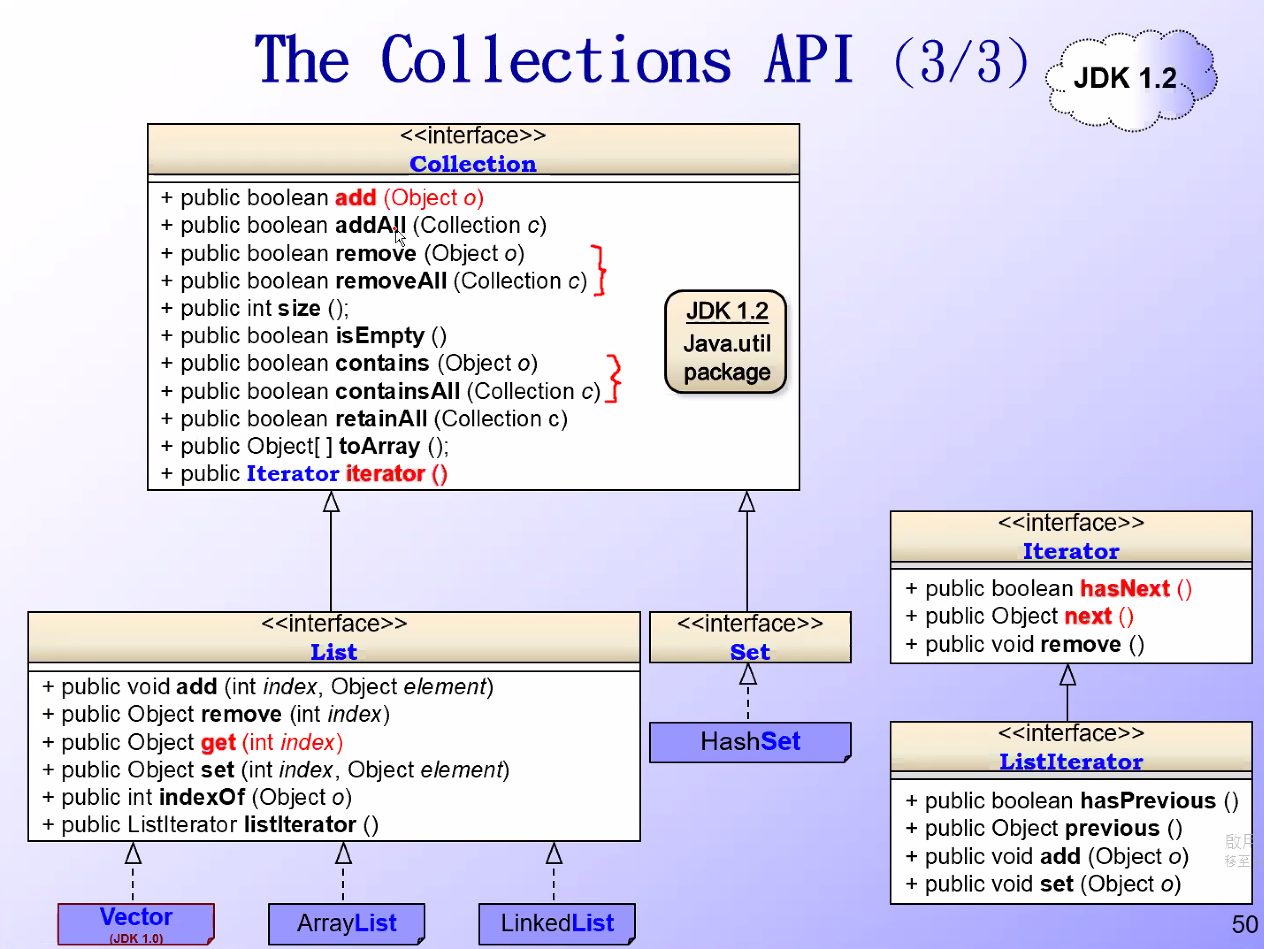 The Collections API (3/3)
JDK 1.2
<<interface>>
Collection
+ public boolean add (Object o)
+ public boolean addAll (Collection c)
+ public boolean remove (Object o)
+ public boolean removeAll (Collection c)
+ public int size ();
+ public boolean isEmpty ()
+ public boolean contains (Object o)
+ public boolean containsAll (Collection c)
+ public boolean retainAll (Collection c)
+ public Object[ ] toArray ();
+ public Iterator iterator ()
JDK 1.2
Java.util
package
<<interface>>
List
+ public void add (int index, Object element)
+ public Object remove (int index)
+ public Object get (int index)
+ public Object set (int index, Object element)
+ public int indexOf (Object o)
+ public ListIterator listIterator ()
<<interface>>
Set
HashSet
<<interface>>
Iterator
+ public boolean hasNext ()
+ public Object next ()
+ public void remove ()
<<interface>>
ListIterator
+ public boolean hasPrevious ()
+ public Object previous ()
+ public void add (Object o)
+ public void set (Object o)
Vector
(JDK 1.0)
ArrayList
LinkedList
移至
50